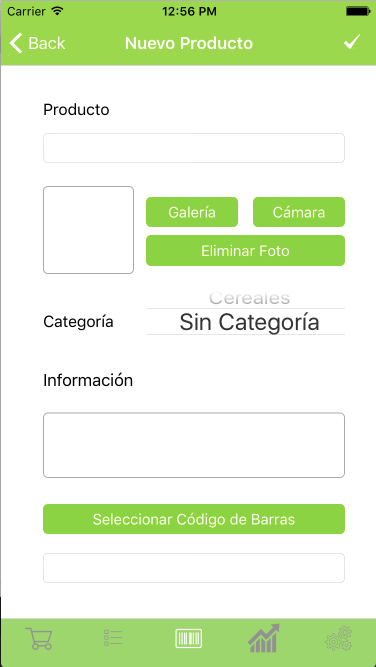 Carrier 12:56 PM
Back Nuevo Producto
Producto
Galería Cámara
Eliminar Foto
Cereales
Categoría Sin Categoría
Información
Seleccionar Código de Barras